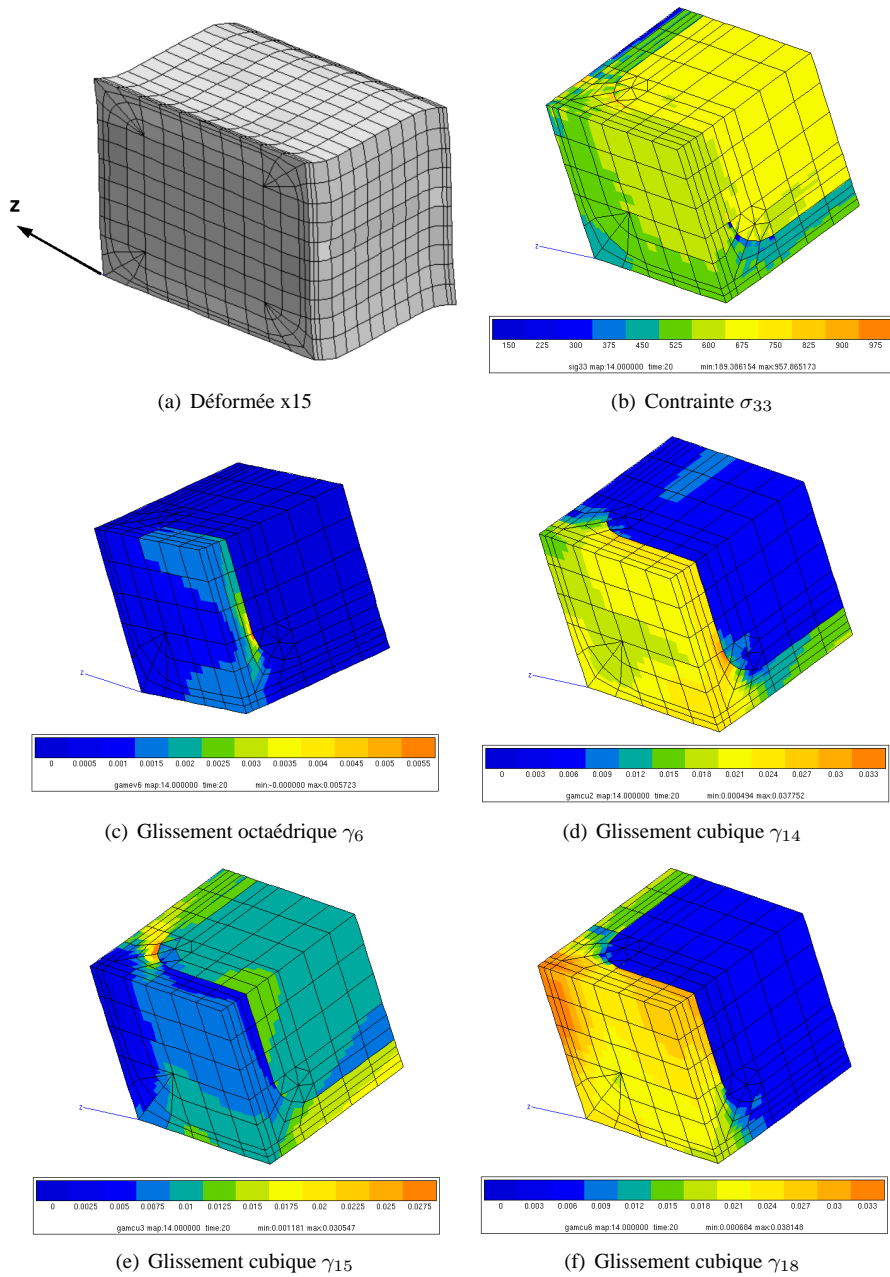 z
z
150 225 300 375 450 525 600 675 750 825 900 975
sig33 map:14.000000 time:20 min:189.386154 max:957.865173
(a) Déformée x15
(b) Contrainte σ33
z
0 0.0005 0.001 0.0015 0.002 0.0025 0.003 0.0035 0.004 0.0045 0.005 0.0055
gamev6 map:14.000000 time:20 min:-0.000000 max:0.005723
z
0 0.003 0.006 0.009 0.012 0.015 0.018 0.021 0.024 0.027 0.03 0.033
gamcu2 map:14.000000 time:20 min:0.000494 max:0.037752
(c) Glissement octaédrique γ6
(d) Glissement cubique γ14
z
0 0.0025 0.005 0.0075 0.01 0.0125 0.015 0.0175 0.02 0.0225 0.025 0.0275
gamcu3 map:14.000000 time:20 min:0.001181 max:0.030547
z
0 0.003 0.006 0.009 0.012 0.015 0.018 0.021 0.024 0.027 0.03 0.033
gamcu6 map:14.000000 time:20 min:0.000684 max:0.038148
(e) Glissement cubique γ15
(f) Glissement cubique γ18